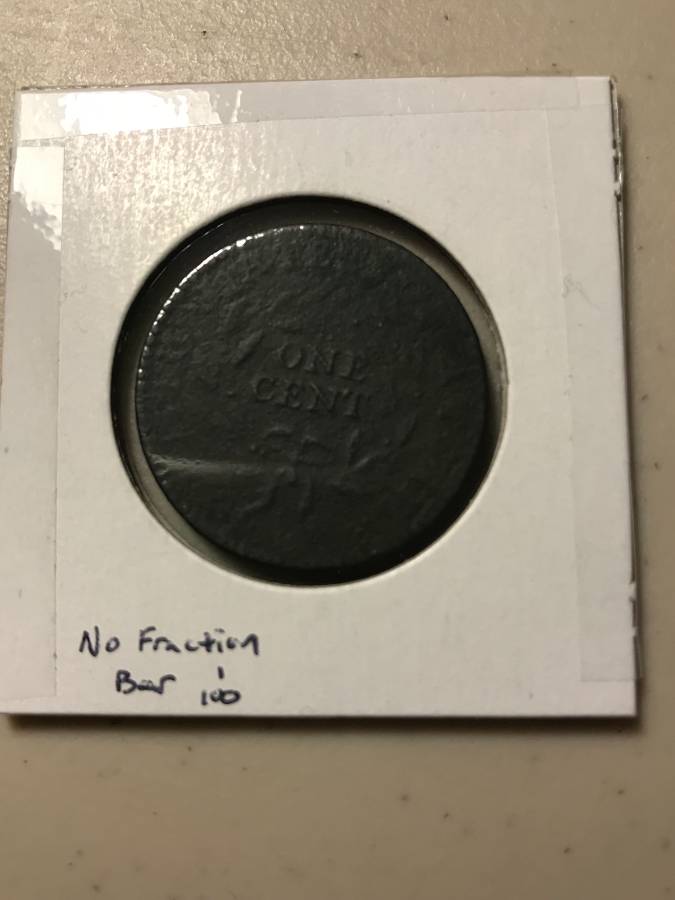 ONE
CENT
No Fraction
Bar 1
100